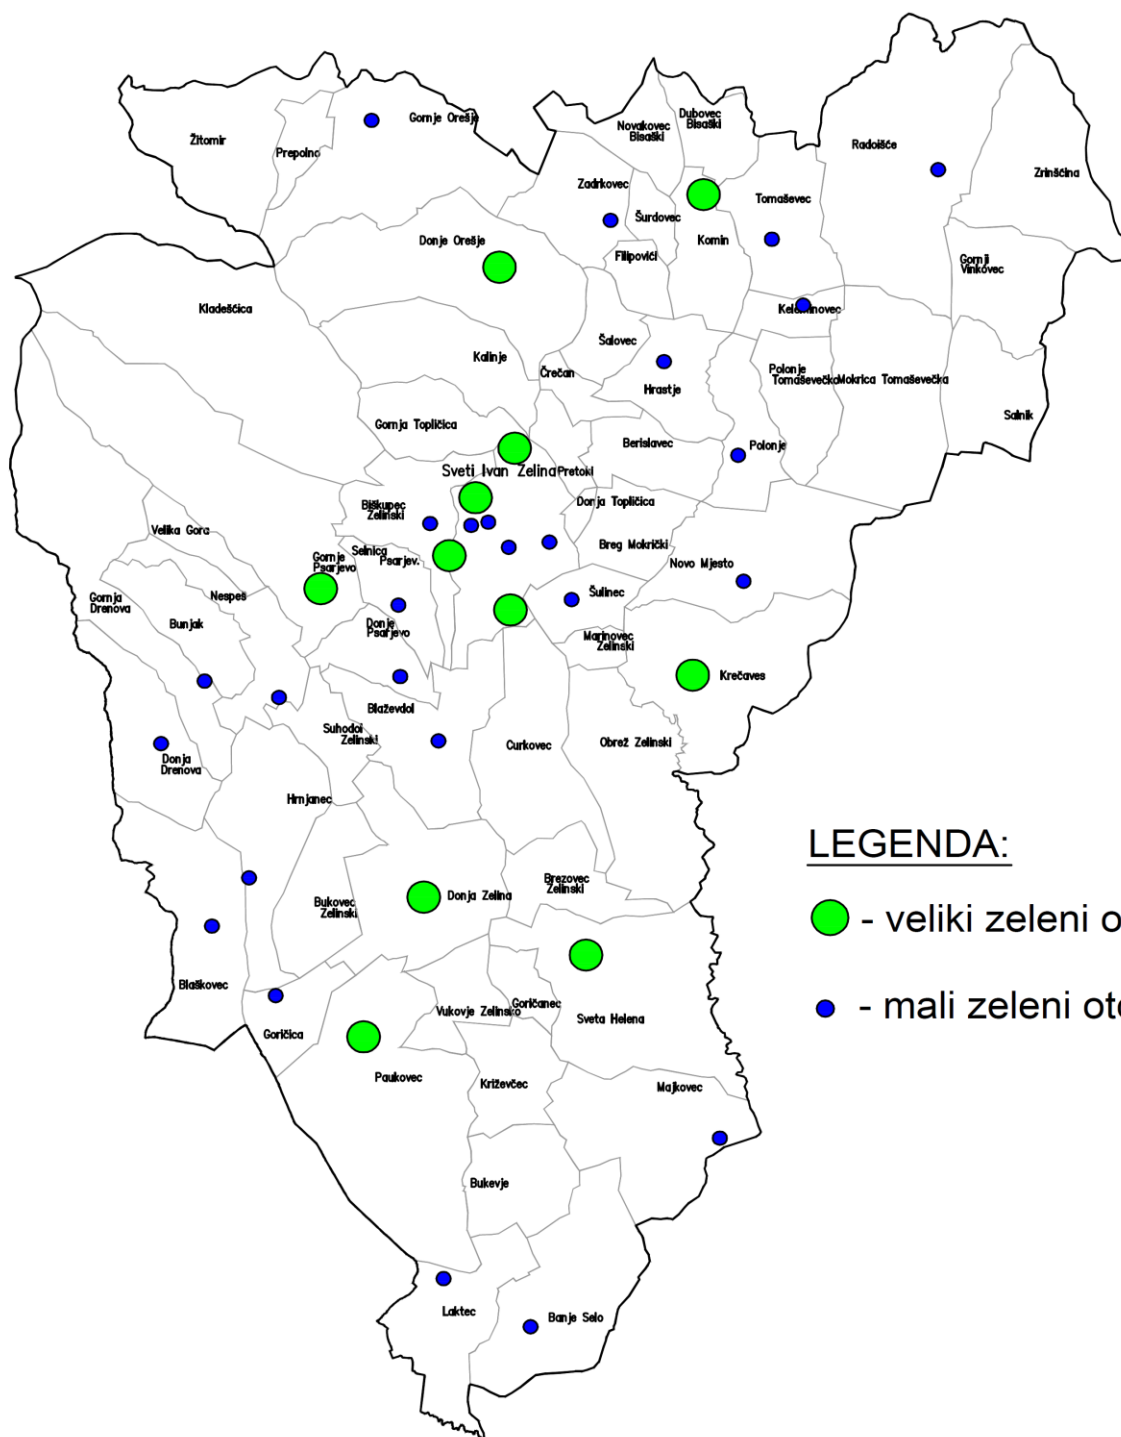 Gornje Orešje
Žitomir
Prepolno
Novakovec
Bisaški
Dubovec
Bisaški
Radoišće
Zrinšćina
Zadrkovec
Šurdovec
Tomaševec
Komin
Donje Orešje
Filipovići
Gornji
Vinkovec
Kladešćica
Keleminovec
Šalovec
Kalinje
Črečan
Hrastje
Polonje
Tomaševečka
Mokrica Tomaševečka
Salnik
Gornja Topličica
Berislavec
Polonje
Sveti Ivan Zelina
Pretoki
Donja Topličica
Biškupec
Zelinski
Velika Gora
Selnica
Psarjev.
Breg Mokrički
Gornje
Psarjevo
Novo Mjesto
Gornja
Drenova
Nespeš
Bunjak
Šulinec
Donje
Psarjevo
Marinovec
Zelinski
Krečaves
Blaževdol
Suhodol
Zelinski
Curkovec
Obrež Zelinski
Donja
Drenova
Hrnjanec
LEGENDA:
Brezovec
Zelinski
Bukovec
Zelinski
Donja Zelina
- veliki zeleni o
Blaškovec
Goričanec
Vukovje Zelinsko
Sveta Helena
- mali zeleni oto
Goričica
Paukovec
Križevčec
Majkovec
Bukevje
Laktec
Banje Selo